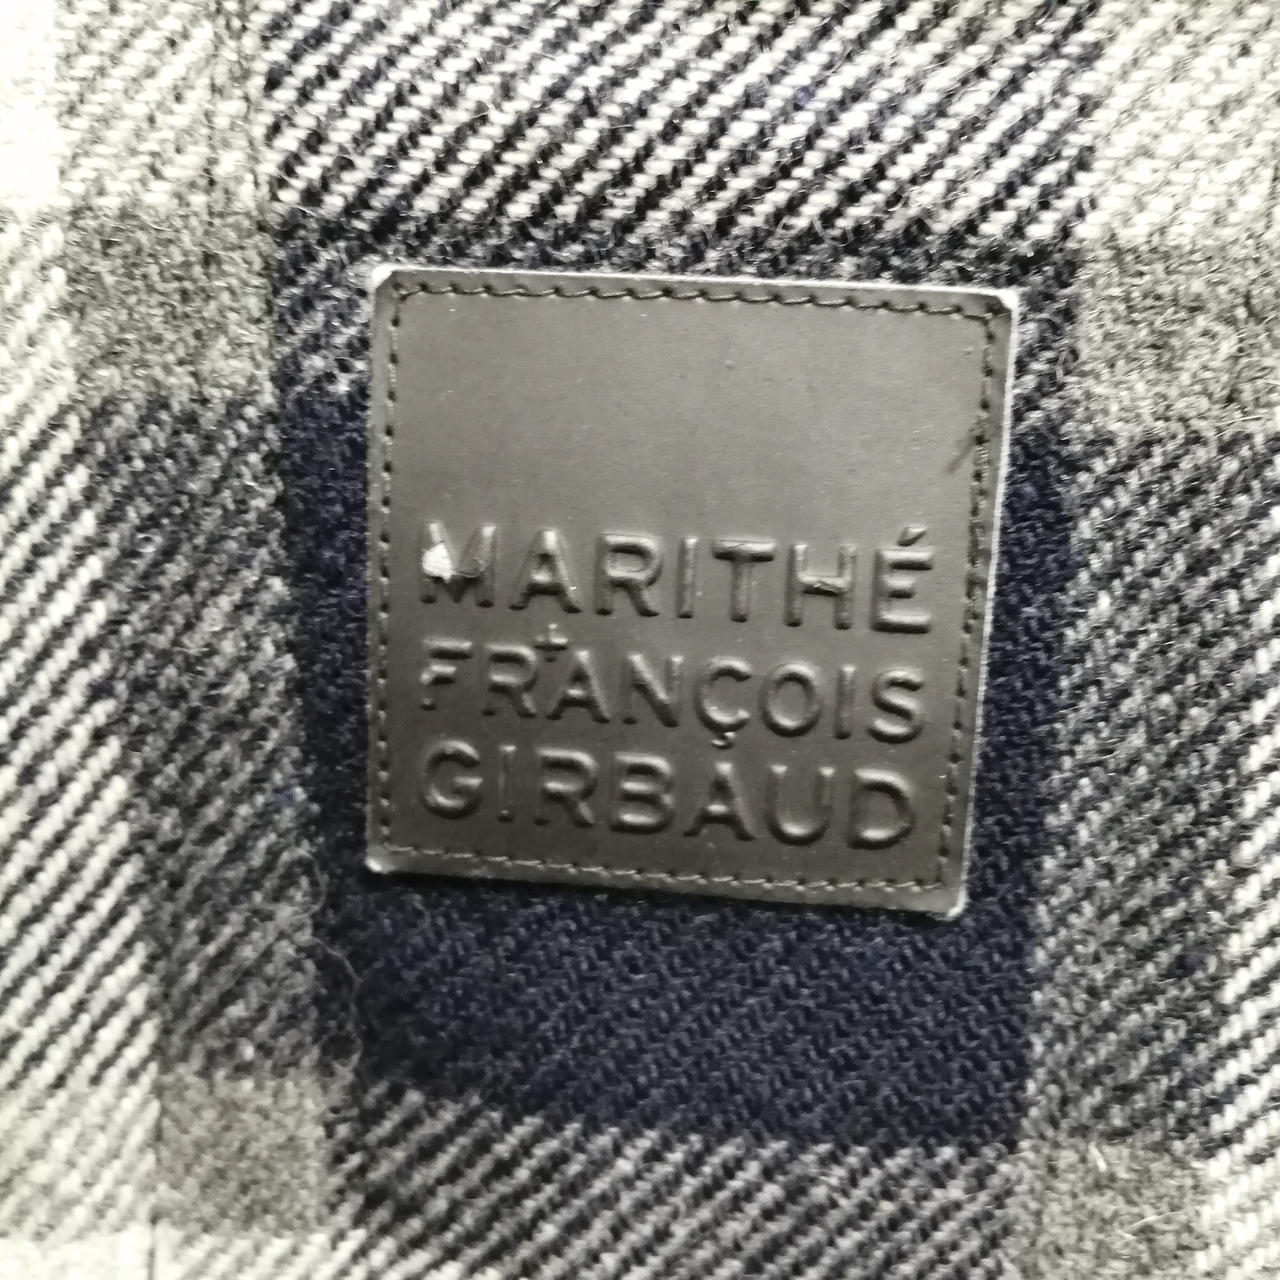 MARITHÉ
+
FRANÇOIS
GIRBAUD